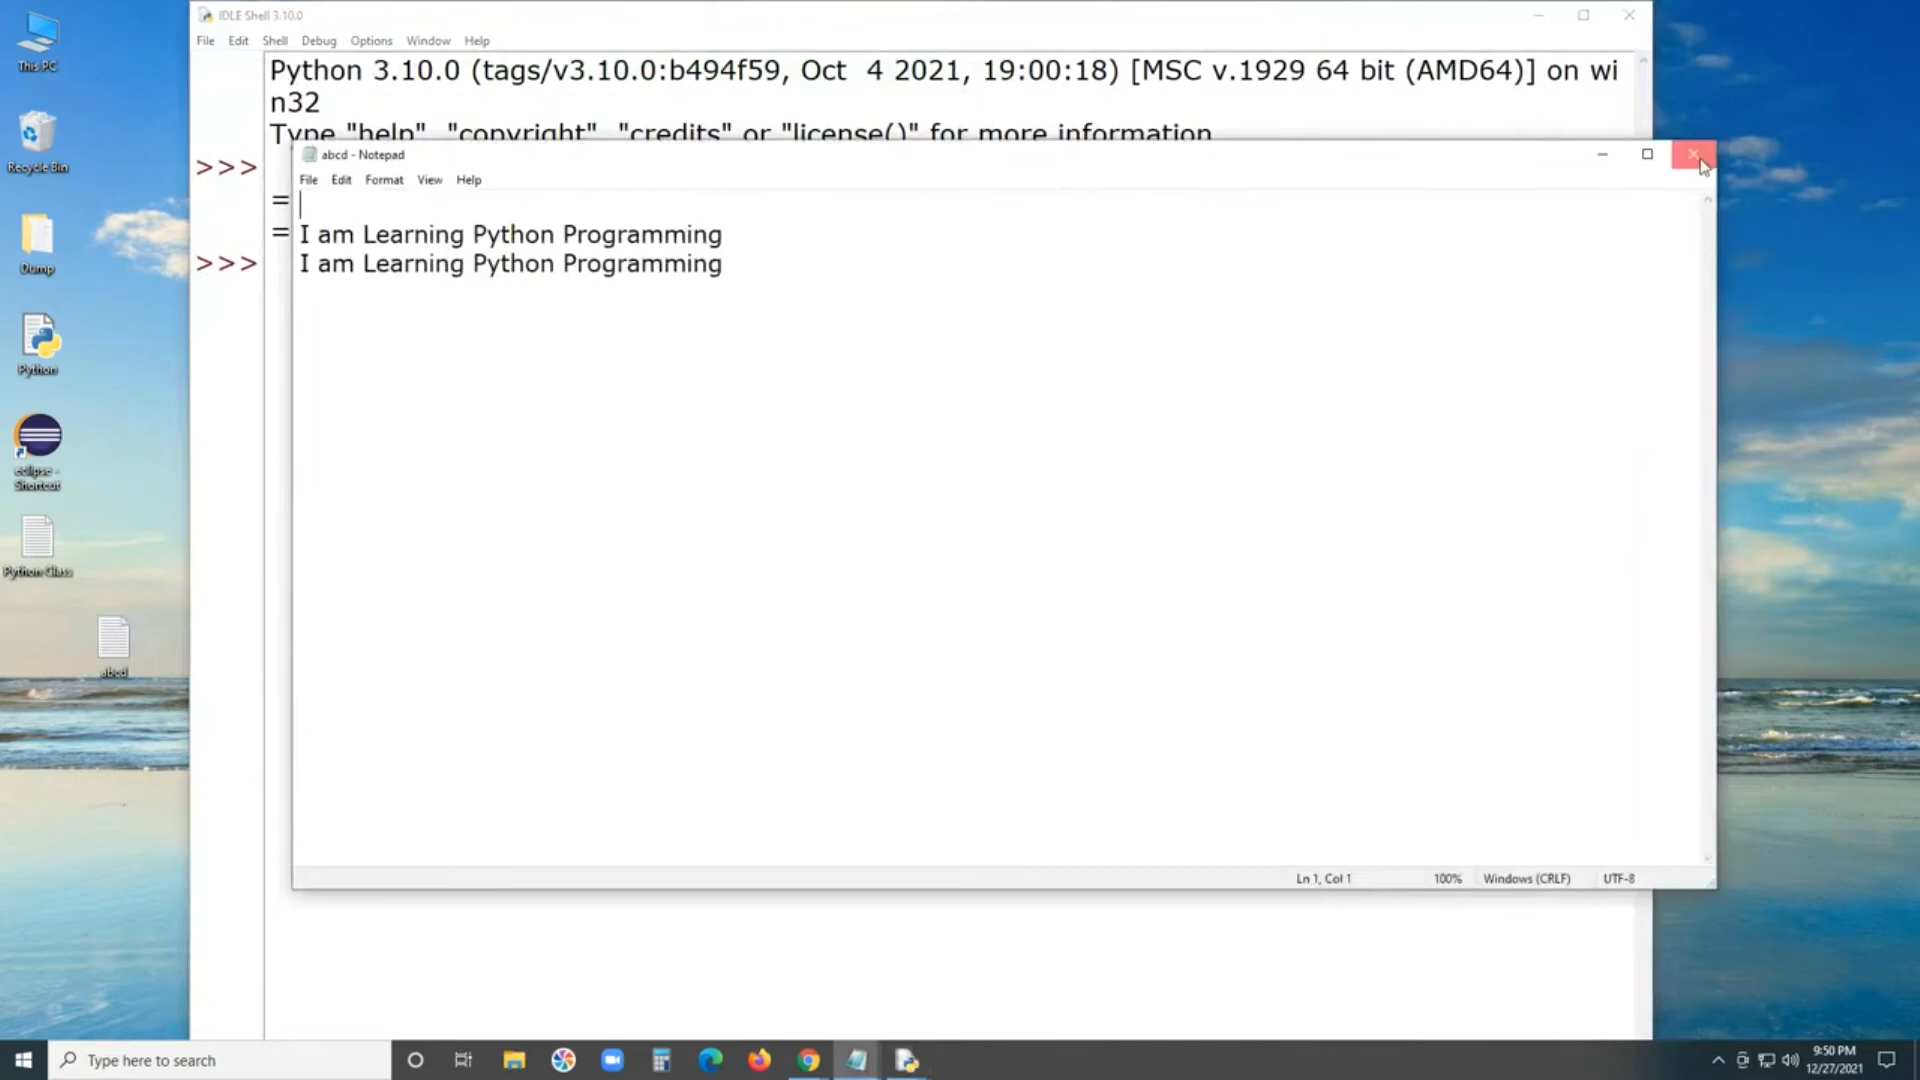 IDLE Shell 3.10.0
File Edit Shell Debug Options Window Help
Python 3.10.0 (tags/v3.10.0:b494f59, Oct 4 2021, 19:00:18) [MSC v.1929 64 bit (AMD64)] on wi
n32
Type "help", "copyright", "credits" or "license()" for more information.
>>>
=
=
>>>
abcd - Notepad
File Edit Format View Help
I am Learning Python Programming
I am Learning Python Programming
Ln 1, Col 1 100% Windows (CRLF) UTF-8
This PC
Recycle Bin
Dump
Python
eclipse -
Shortcut
Python Class
abcd
Type here to search
9:50 PM
12/27/2021